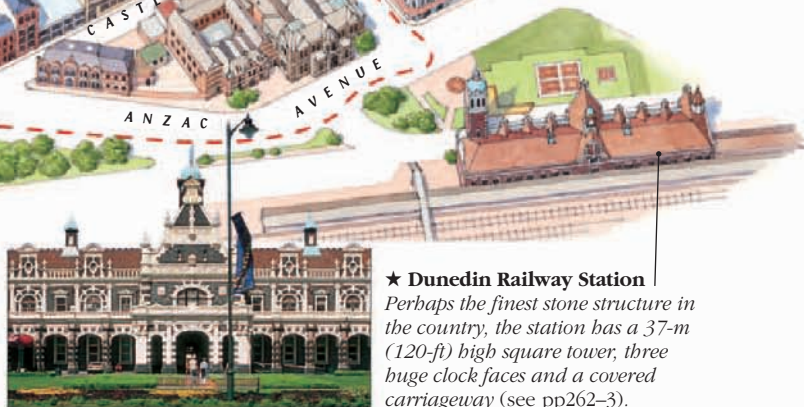 CASTL
ANZAC AVENUE
★ Dunedin Railway Station
Perhaps the finest stone structure in
the country, the station has a 37-m
(120-ft) high square tower, three
huge clock faces and a covered
carriageway (see pp262–3).